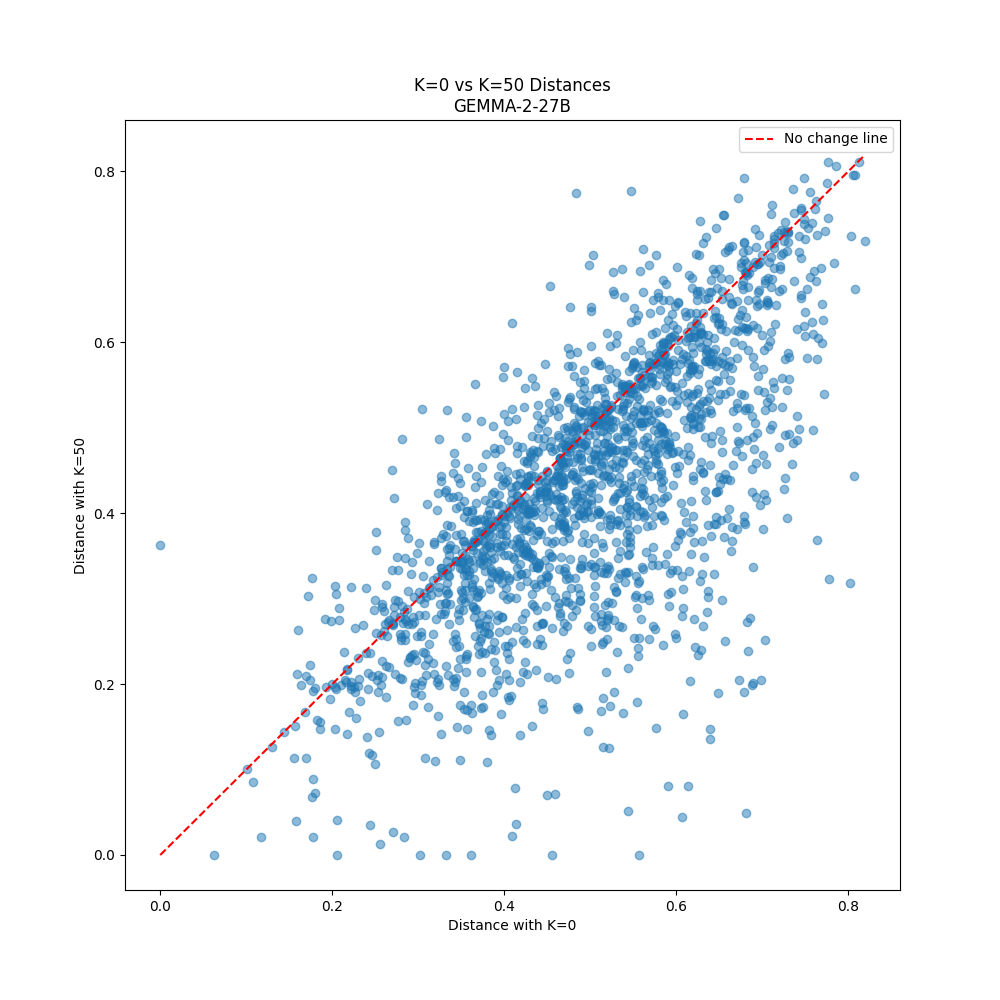 K=0 vs K=50 Distances
GEMMA-2-27B
No change line
Distance with K=50
0.8
0.6
0.4
0.2
0.0
0.0 0.2 0.4 0.6 0.8
Distance with K=0